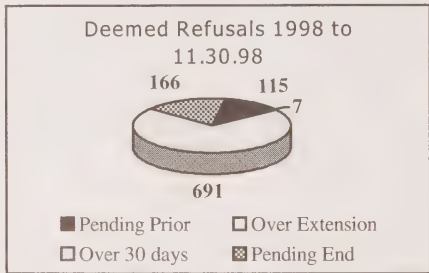 Deemed Refusals 1998 to
11.30.98
166 115
7
691
Pending Prior Over Extension
Over 30 days Pending End